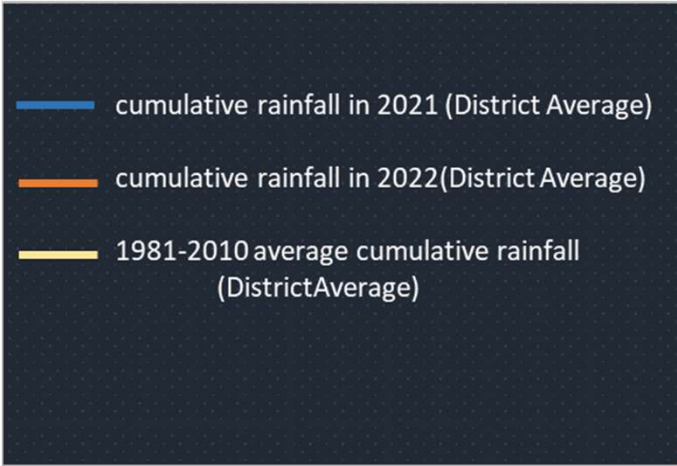 cumulative rainfall in 2021 (District Average)
cumulative rainfall in 2022(District Average)
1981-2010 average cumulative rainfall
(DistrictAverage)